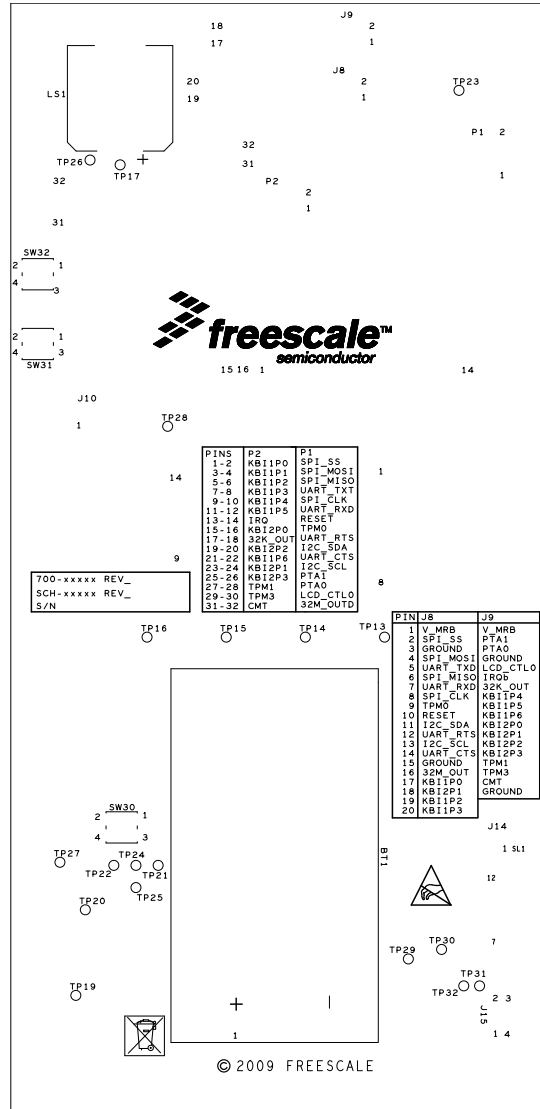 J9
18 2
17 1
J8
20 2
19 1
LS1
TP23
P1 2
32
31
TP26
TP17 +
1
32
P2
2
1
31
SW32
2 1
4 3
freescale™
semiconductor
2 1
4 3
SW31
15 16 1 14
J10
1
TP28
PINS P2 P1
1-2 KBI1P0 SPI_SS
3-4 KBI1P1 SPI_MOSI
5-6 KBI1P2 SPI_MISO
7-8 KBI1P3 UART_TXT
9-10 KBI1P4 SPI_CLK
11-12 KBI1P5 UART_RXD
13-14 IRQ RESET
15-16 KBI2P0 TPM0
17-18 32K_OUT UART_RTS
19-20 KBI2P2 I2C_SDA
21-22 KBI1P6 UART_CTS
23-24 KBI2P1 I2C_SCL
25-26 KBI2P3 PTA1
27-28 TPM1 PTA0
29-30 TPM3 LCD_CTL0
31-32 CMT 32M_OUTD
1
14
9
8
700-xxxxx REV_
SCH-xxxxx REV_
S/N
TP16 TP15 TP14 TP13
PIN J8 J9
1 V_MRB V_MRB
2 SPI_SS PTA1
3 GROUND PTA0
4 SPI_MOSI GROUND
5 UART_TXD LCD_CTL0
6 SPI_MISO IRQb
7 UART_RXD 32K_OUT
8 SPI_CLK KBI1P4
9 TPM0 KBI1P5
10 RESET KBI1P6
11 I2C_SDA KBI2P0
12 UART_RTS KBI2P1
13 I2C_SCL KBI2P2
14 UART_CTS KBI2P3
15 GROUND TPM1
16 32M_OUT TPM3
17 KBI1P0 CMT
18 KBI2P1 GROUND
19 KBI1P2
20 KBI1P3
SW30
2 1
4 3
J14
1 SL1
BT1
TP27
TP24
TP22 TP21
TP25
12
TP20
TP30
7
TP29
TP31
TP32
TP19
2 3
J15
1 4
+ −
1
© 2009 FREESCALE